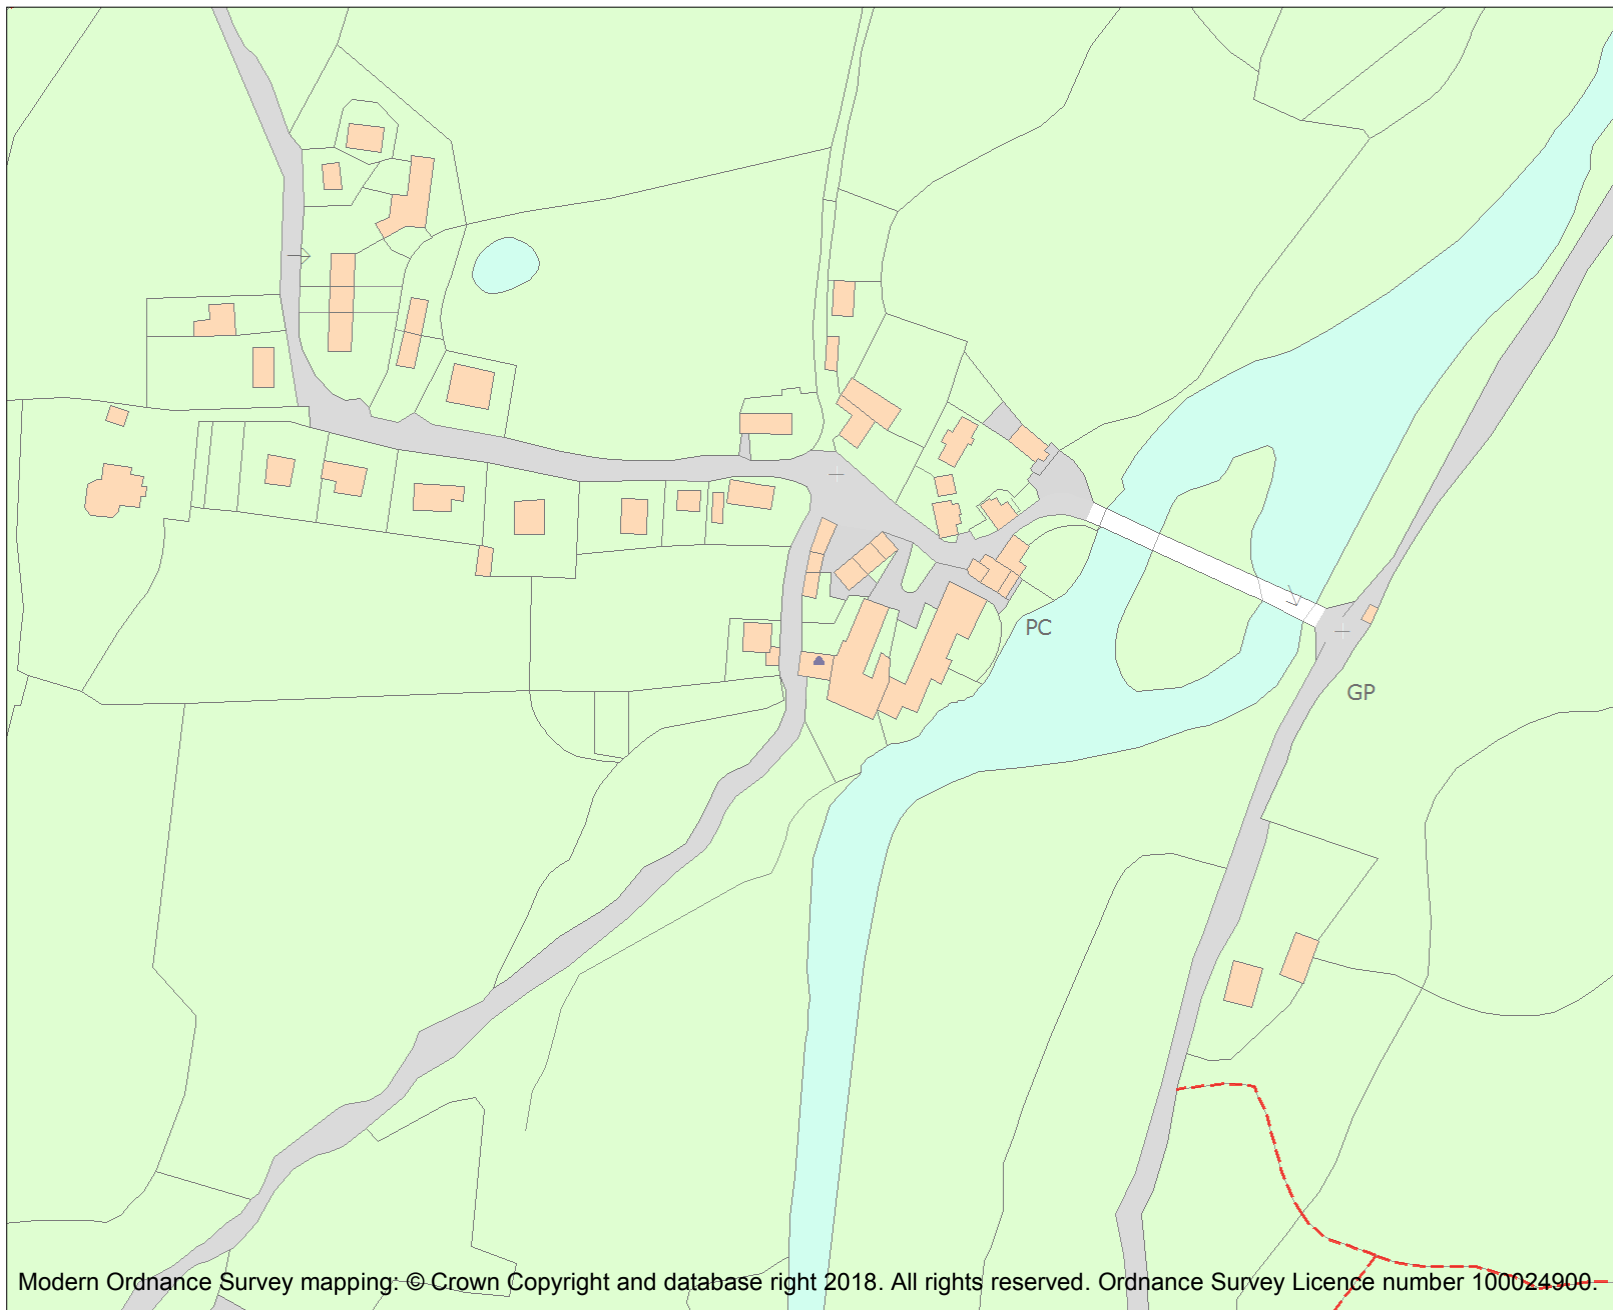 PC
GP
Modern Ordnance Survey mapping: © Crown Copyright and database right 2018. All rights reserved. Ordnance Survey Licence number 100024900.